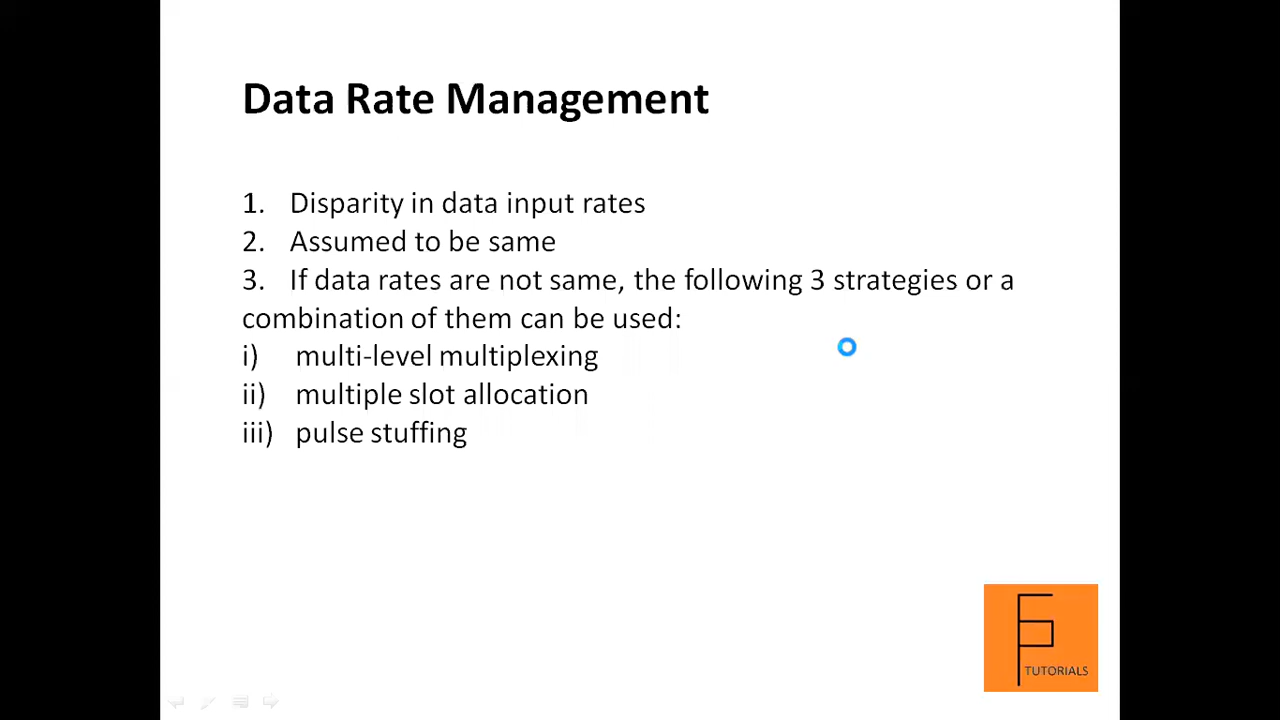 Data Rate Management
1. Disparity in data input rates
2. Assumed to be same
3. If data rates are not same, the following 3 strategies or a
combination of them can be used:
i) multi-level multiplexing
ii) multiple slot allocation
iii) pulse stuffing
TUTORIALS